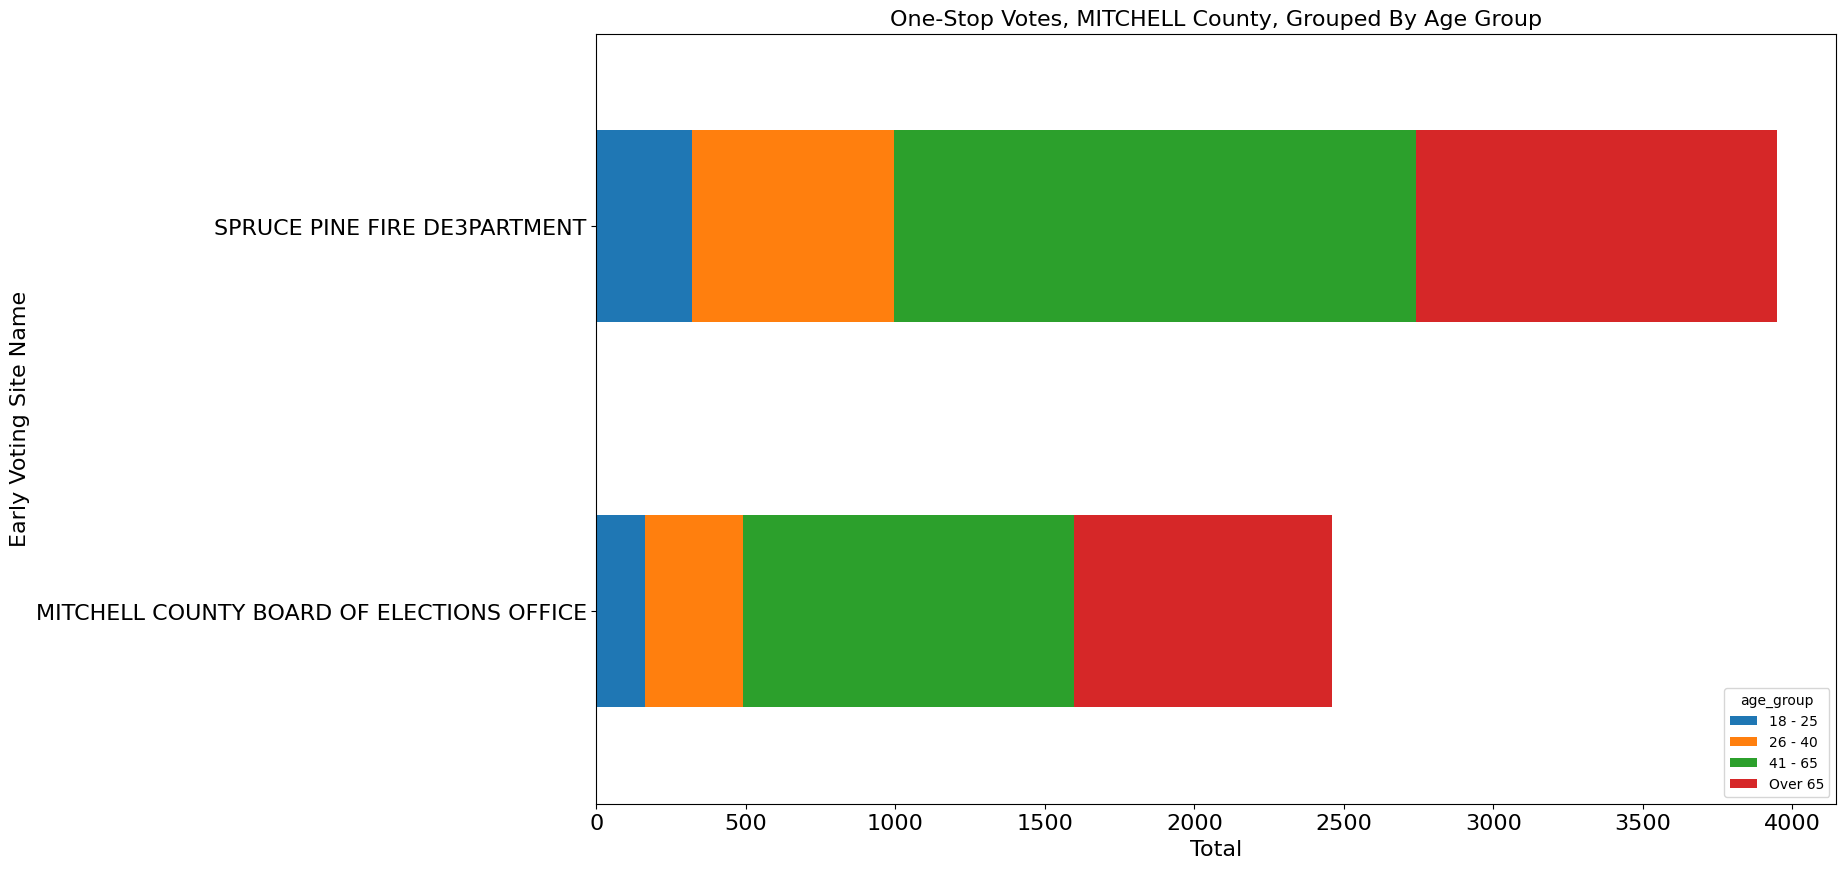 One-Stop Votes, MITCHELL County, Grouped By Age Group
Early Voting Site Name
SPRUCE PINE FIRE DE3PARTMENT
MITCHELL COUNTY BOARD OF ELECTIONS OFFICE
age_group
18 - 25
26 - 40
41 - 65
Over 65
0 500 1000 1500 2000 2500 3000 3500 4000
Total